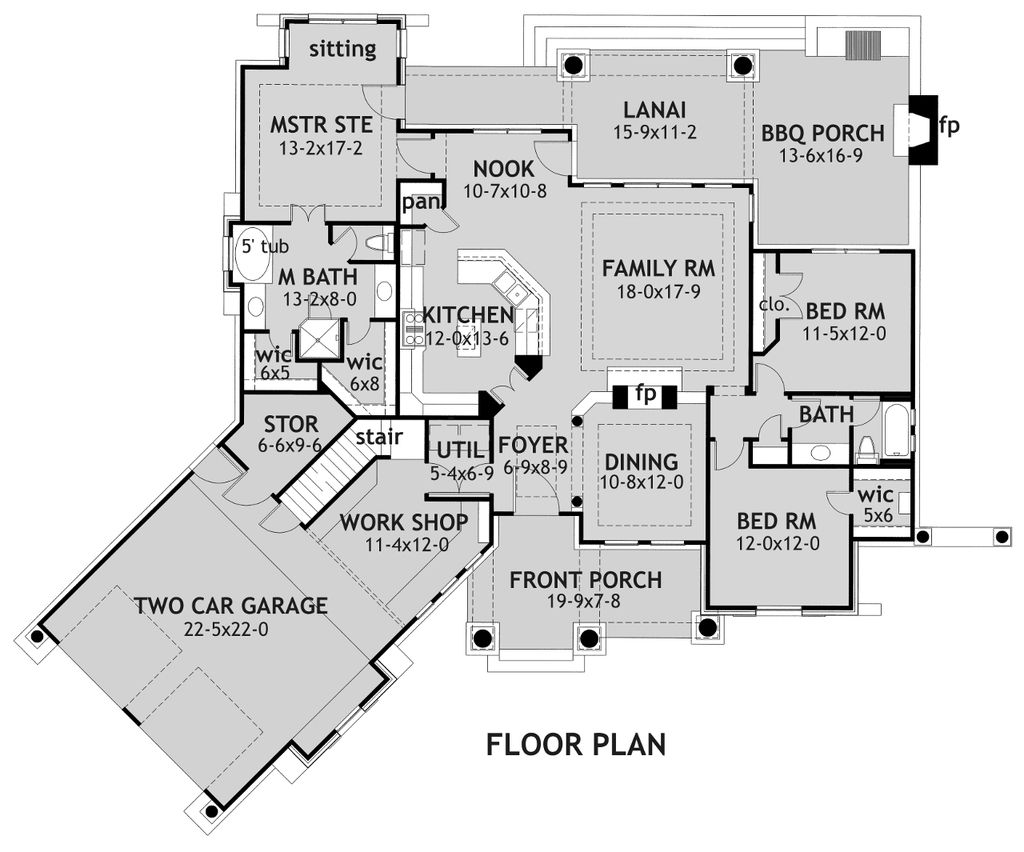 sitting
MSTR STE
13-2x17-2
LANAI
15-9x11-2
BBQ PORCH
13-6x16-9
fp
NOOK
10-7x10-8
pan
5' tub
M BATH
13-2x8-0
FAMILY RM
18-0x17-9
clo.
BED RM
11-5x12-0
KITCHEN
12-0x13-6
wic
6x5
wic
6x8
fp
BATH
STOR
6-6x9-6
stair
UTIL
5-4x6-9
FOYER
6-9x8-9
DINING
10-8x12-0
wic
5x6
BED RM
12-0x12-0
WORK SHOP
11-4x12-0
FRONT PORCH
19-9x7-8
TWO CAR GARAGE
22-5x22-0
FLOOR PLAN